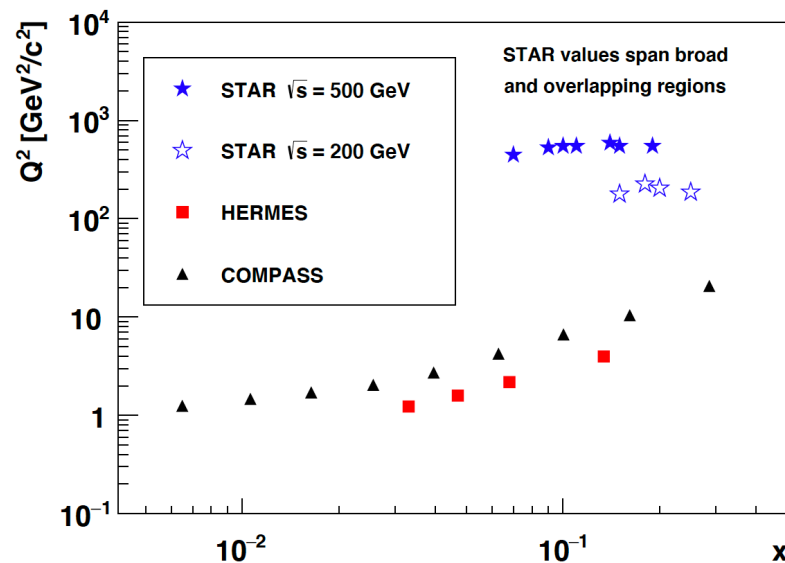 10⁴
STAR values span broad
and overlapping regions
STAR √s = 500 GeV
10³
STAR √s = 200 GeV
HERMES
10²
COMPASS
10
1
10⁻¹
Q² [GeV²/c²]
10⁻² 10⁻¹ x